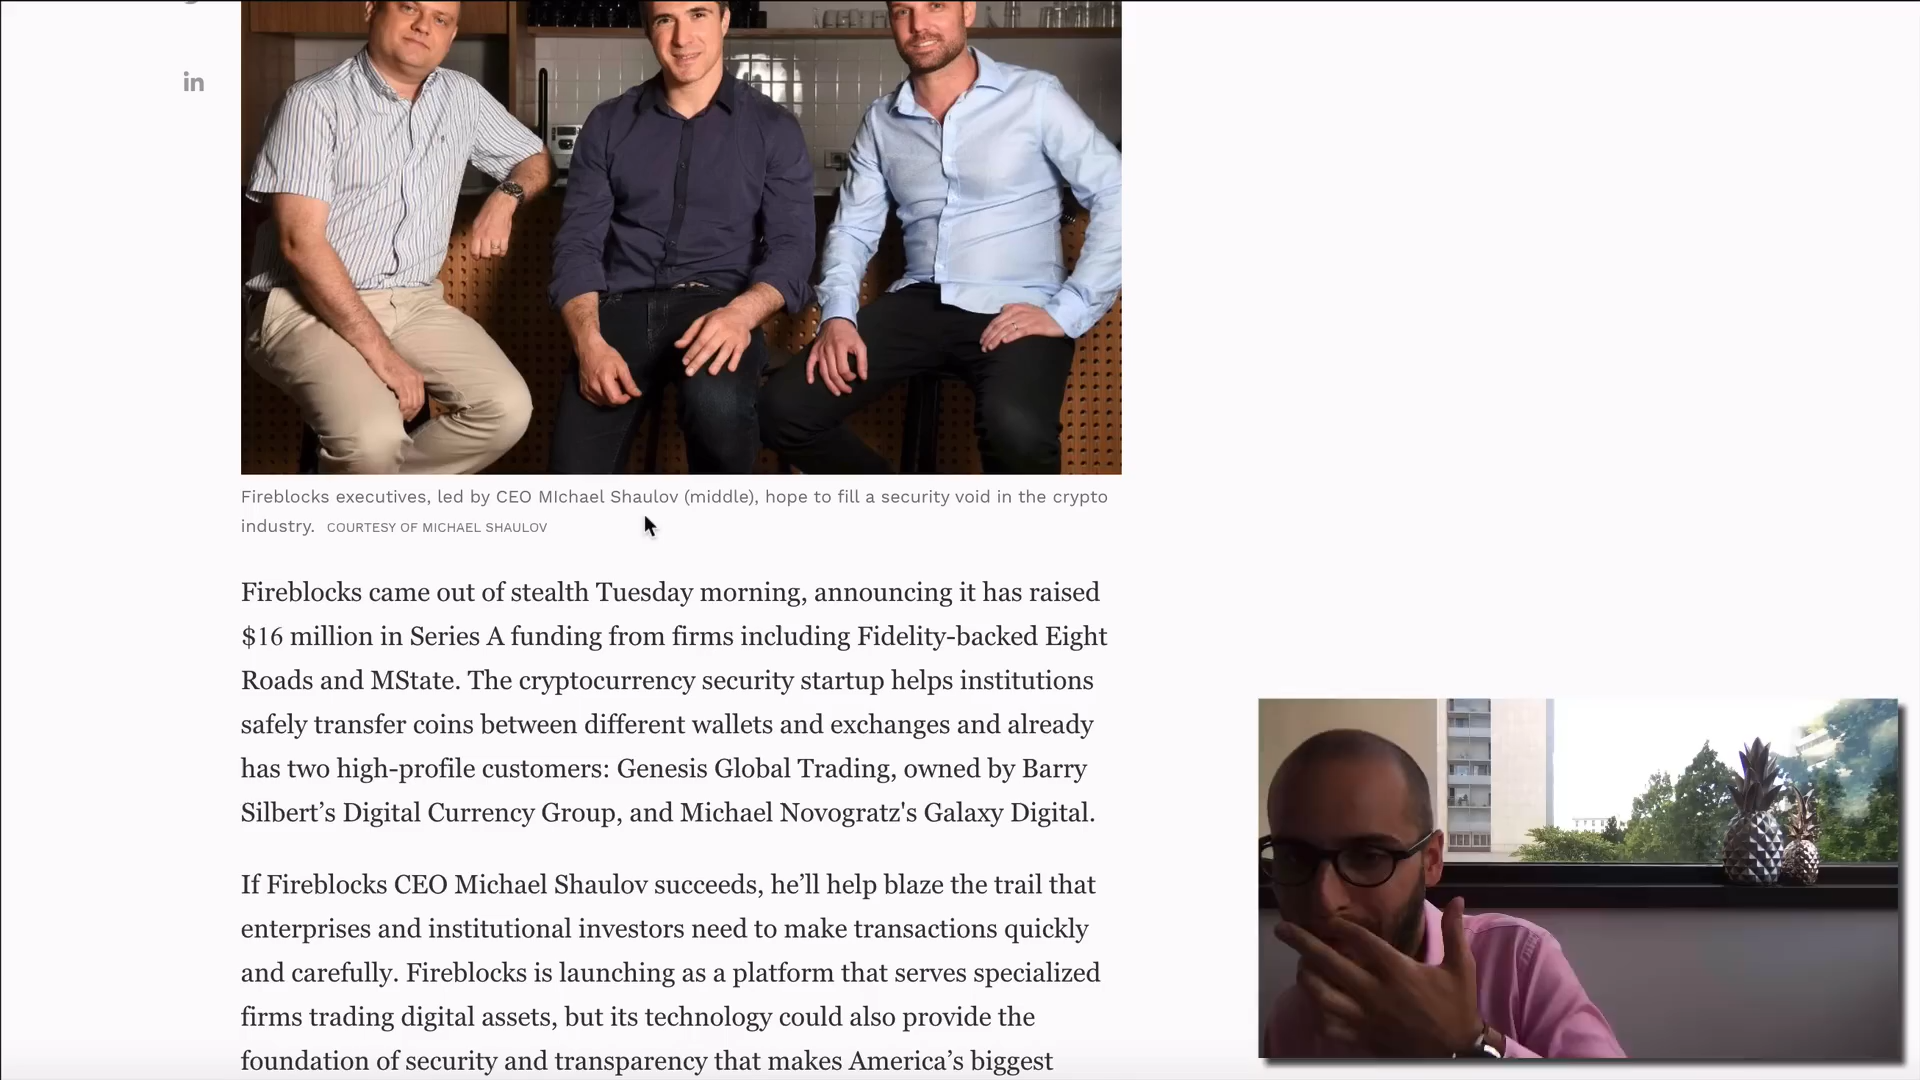 in
Fireblocks executives, led by CEO MIchael Shaulov (middle), hope to fill a security void in the crypto
industry. COURTESY OF MICHAEL SHAULOV
Fireblocks came out of stealth Tuesday morning, announcing it has raised
$16 million in Series A funding from firms including Fidelity-backed Eight
Roads and MState. The cryptocurrency security startup helps institutions
safely transfer coins between different wallets and exchanges and already
has two high-profile customers: Genesis Global Trading, owned by Barry
Silbert’s Digital Currency Group, and Michael Novogratz's Galaxy Digital.
If Fireblocks CEO Michael Shaulov succeeds, he’ll help blaze the trail that
enterprises and institutional investors need to make transactions quickly
and carefully. Fireblocks is launching as a platform that serves specialized
firms trading digital assets, but its technology could also provide the
foundation of security and transparency that makes America’s biggest